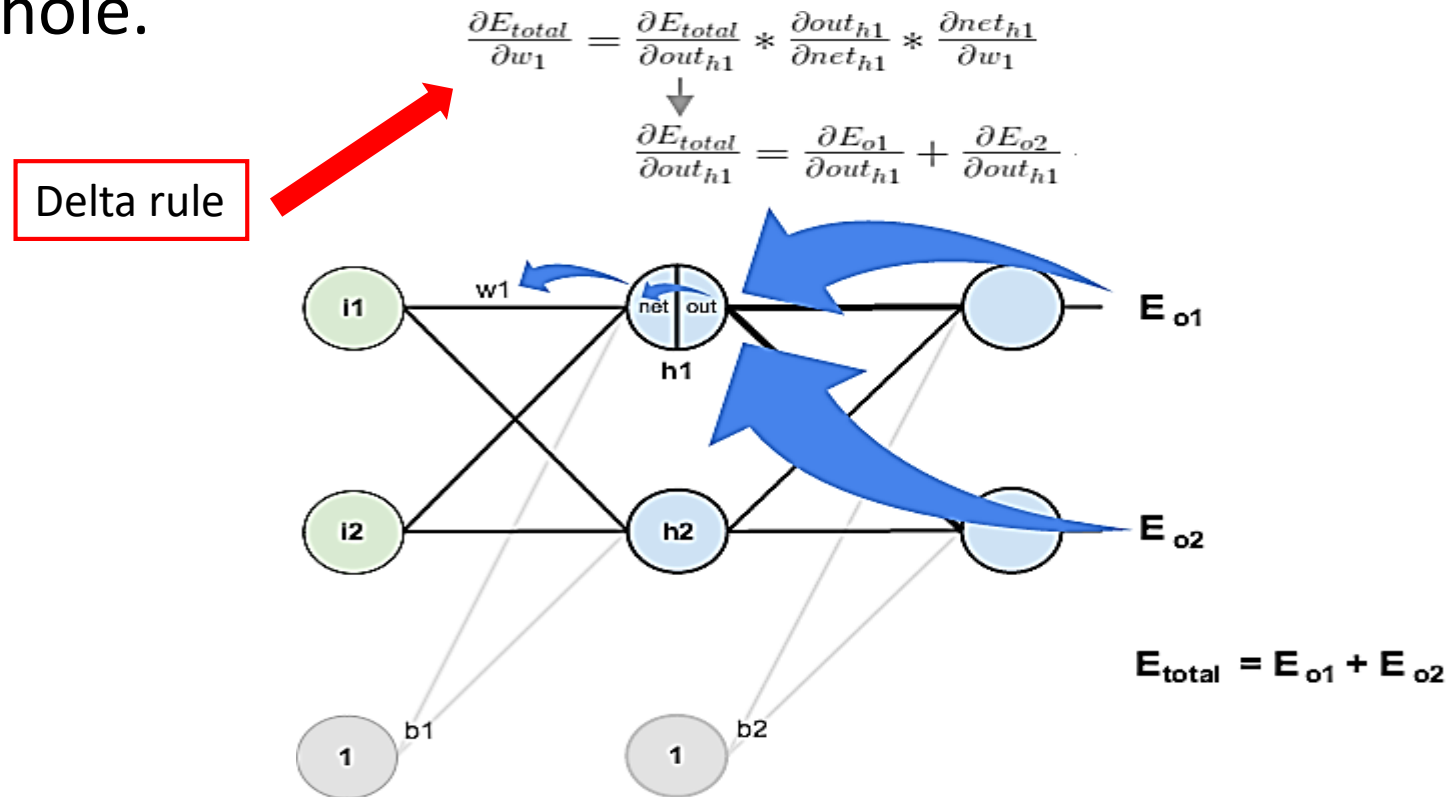 hole.
∂E_total/∂w_1 = ∂E_total/∂out_h1 * ∂out_h1/∂net_h1 * ∂net_h1/∂w_1
∂E_total/∂out_h1 = ∂E_o1/∂out_h1 + ∂E_o2/∂out_h1
Delta rule
w1
i1
net out
h1
E o1
i2
h2
E o2
E total = E o1 + E o2
b1
b2
1
1